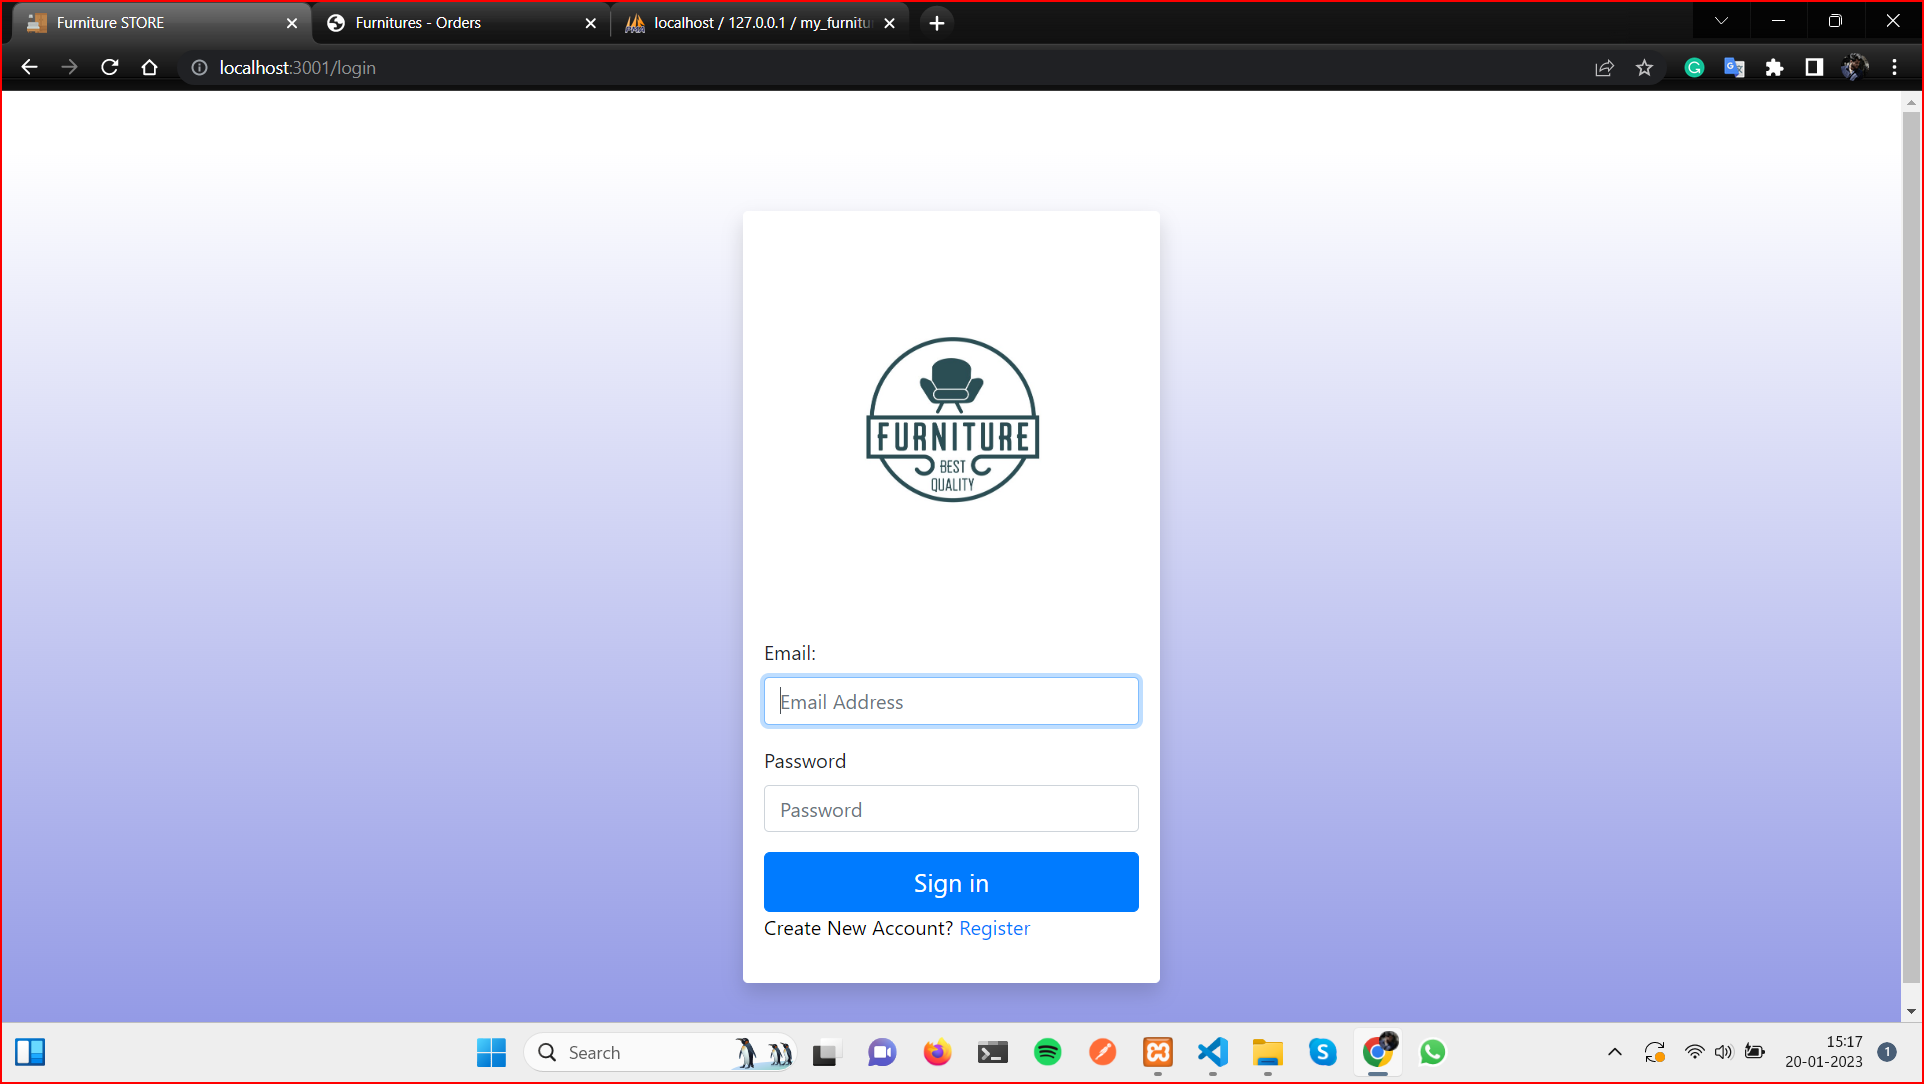 Furniture STORE
Furnitures - Orders
localhost / 127.0.0.1 / my_furnitu
localhost:3001/login
FURNITURE
BEST
QUALITY
Email:
Email Address
Password
Password
Sign in
Create New Account? Register
Search
15:17
20-01-2023
1